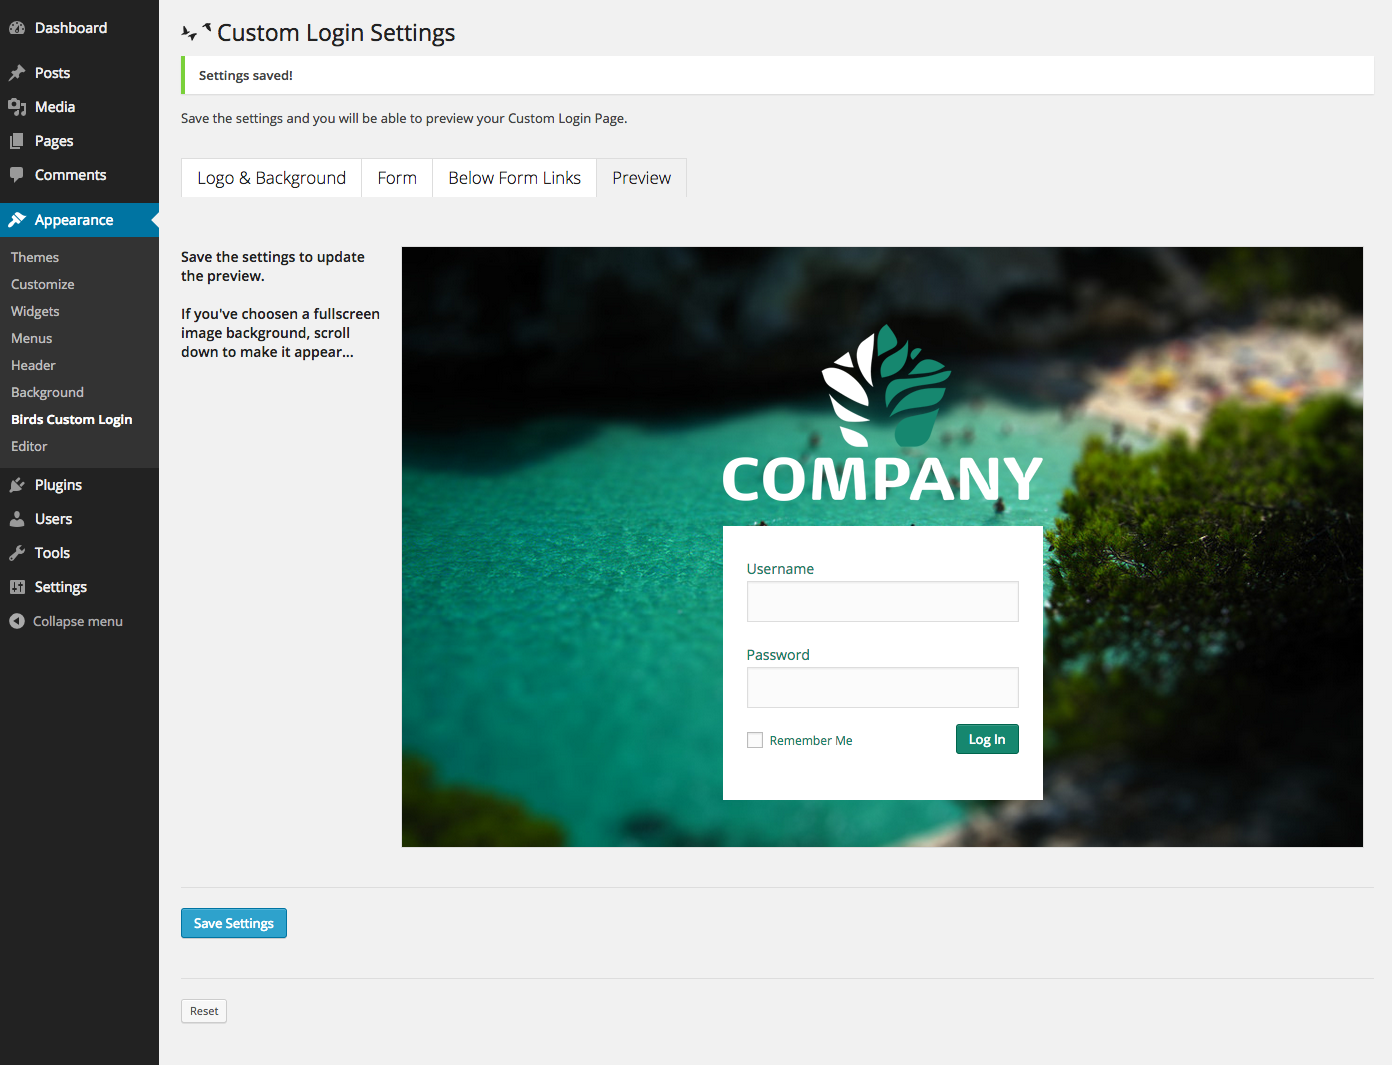 Dashboard
Posts
Media
Pages
Comments
Appearance
Themes
Customize
Widgets
Menus
Header
Background
Birds Custom Login
Editor
Plugins
Users
Tools
Settings
Collapse menu
Custom Login Settings
Settings saved!
Save the settings and you will be able to preview your Custom Login Page.
Logo & Background
Form
Below Form Links
Preview
Save the settings to update
the preview.
If you've choosen a fullscreen
image background, scroll
down to make it appear...
COMPANY
Username
Password
Remember Me
Log In
Save Settings
Reset